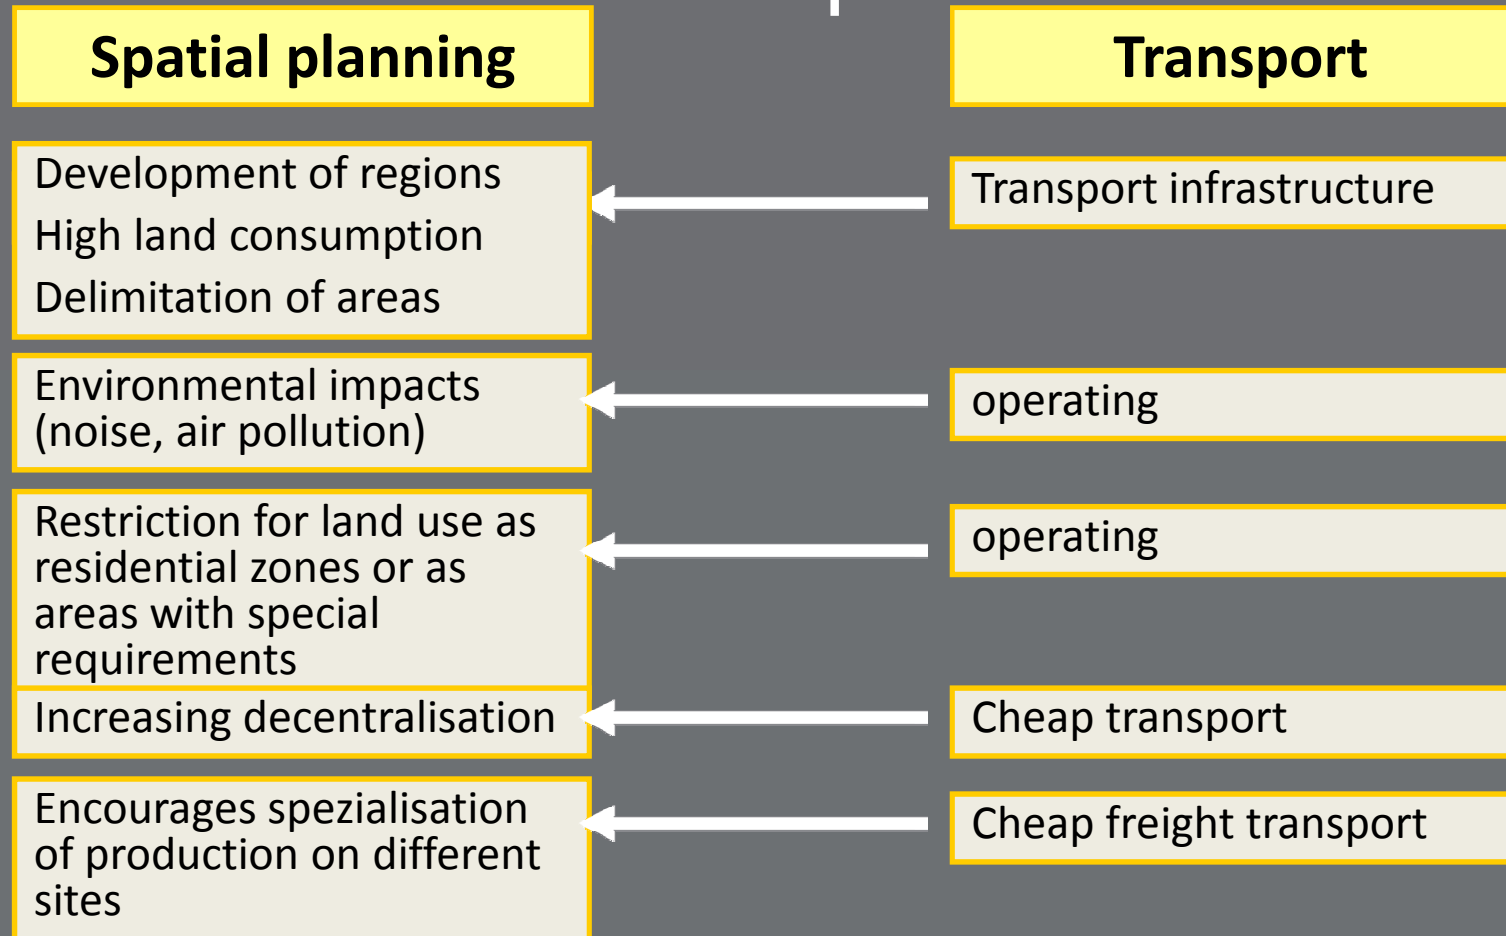 Spatial planning
Transport
Development of regions
High land consumption
Delimitation of areas
Transport infrastructure
Environmental impacts
(noise, air pollution)
operating
Restriction for land use as
residential zones or as
areas with special
requirements
operating
Increasing decentralisation
Cheap transport
Encourages spezialisation
of production on different
sites
Cheap freight transport